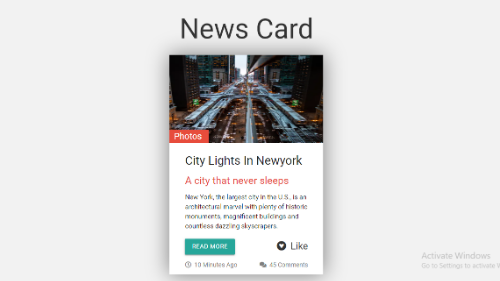 News Card
Photos
City Lights In Newyork
A city that never sleeps
New York, the largest city in the U.S., is an
architectural marvel with plenty of historic
monuments, magnificent buildings and
countless dazzling skyscrapers.
READ MORE
Like
10 Minutes Ago
45 Comments
Activate Windows
Go to Settings to activate